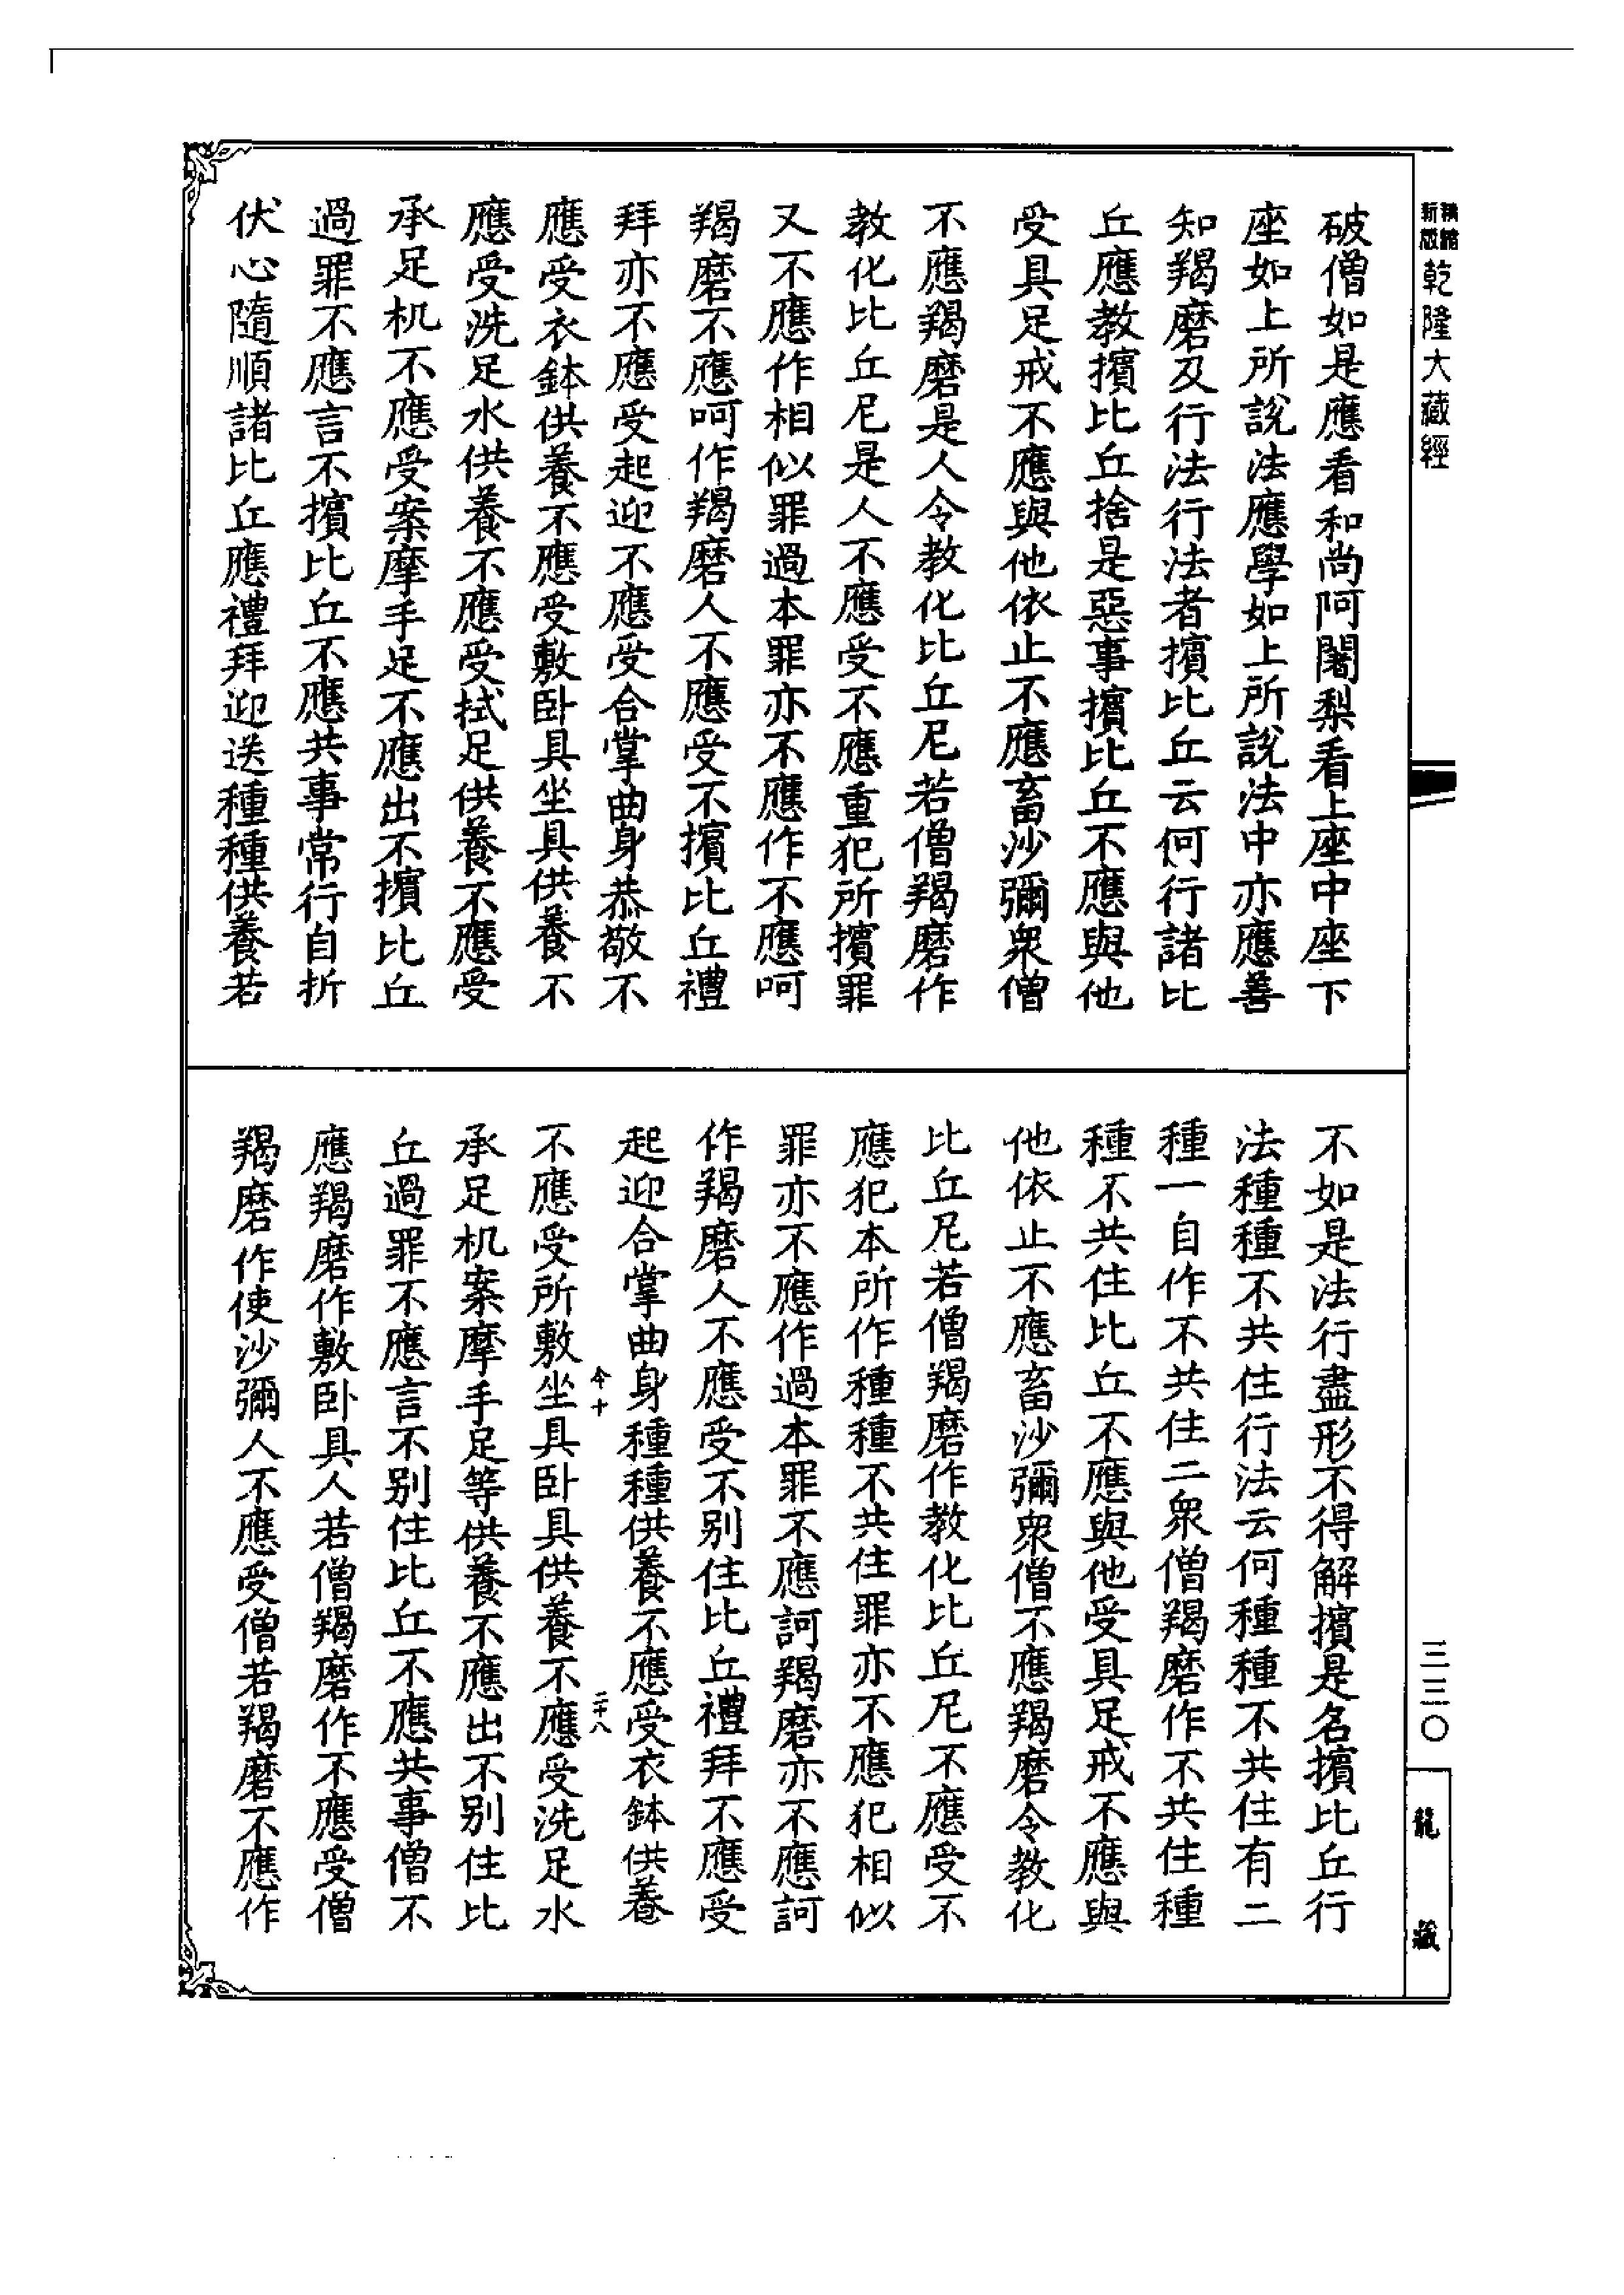 新版
精縮
乾隆大藏經
破僧如是應看和尚阿闍梨看上座中座下
座如上所說法應學如上所說法中亦應善
知羯磨及行法行法者擯比丘云何行諸比
丘應教擯比丘捨是惡事擯比丘不應與他
受具足戒不應與他依止不應畜沙彌眾僧
不應羯磨是人令教化比丘尼若僧羯磨作
教化比丘尼是人不應受不應重犯所擯罪
又不應作相似罪過本罪亦不應作不應呵
羯磨不應呵作羯磨人不應受不擯比丘禮
拜亦不應受起迎不應受合掌曲身恭敬不
應受衣鉢供養不應受敷卧具坐具供養不
應受洗足水供養不應受拭足供養不應受
承足机不應受案摩手足不應出不擯比丘
過罪不應言不擯比丘不應共事常行自折
伏心隨順諸比丘應禮拜迎送種種供養若
不如是法行盡形不得解擯是名擯比丘行
法種種不共住行法云何種種不共住有二
種一自作不共住二眾僧羯磨作不共住種
種不共住比丘不應與他受具足戒不應與
他依止不應畜沙彌眾僧不應羯磨令教化
比丘尼若僧羯磨作教化比丘尼不應受不
應犯本所作種種不共住罪亦不應犯相似
罪亦不應作過本罪不應訶羯磨亦不應訶
作羯磨人不應受不别住比丘禮拜不應受
起迎合掌曲身種種供養不應受衣鉢供養
不應受所敷坐具卧具供養不應受洗足水
承足机案摩手足等供養不應出不别住比
丘過罪不應言不别住比丘不應共事僧不
應羯磨作敷卧具人若僧羯磨作不應受僧
羯磨作使沙彌人不應受僧若羯磨不應作
三三〇
龍藏